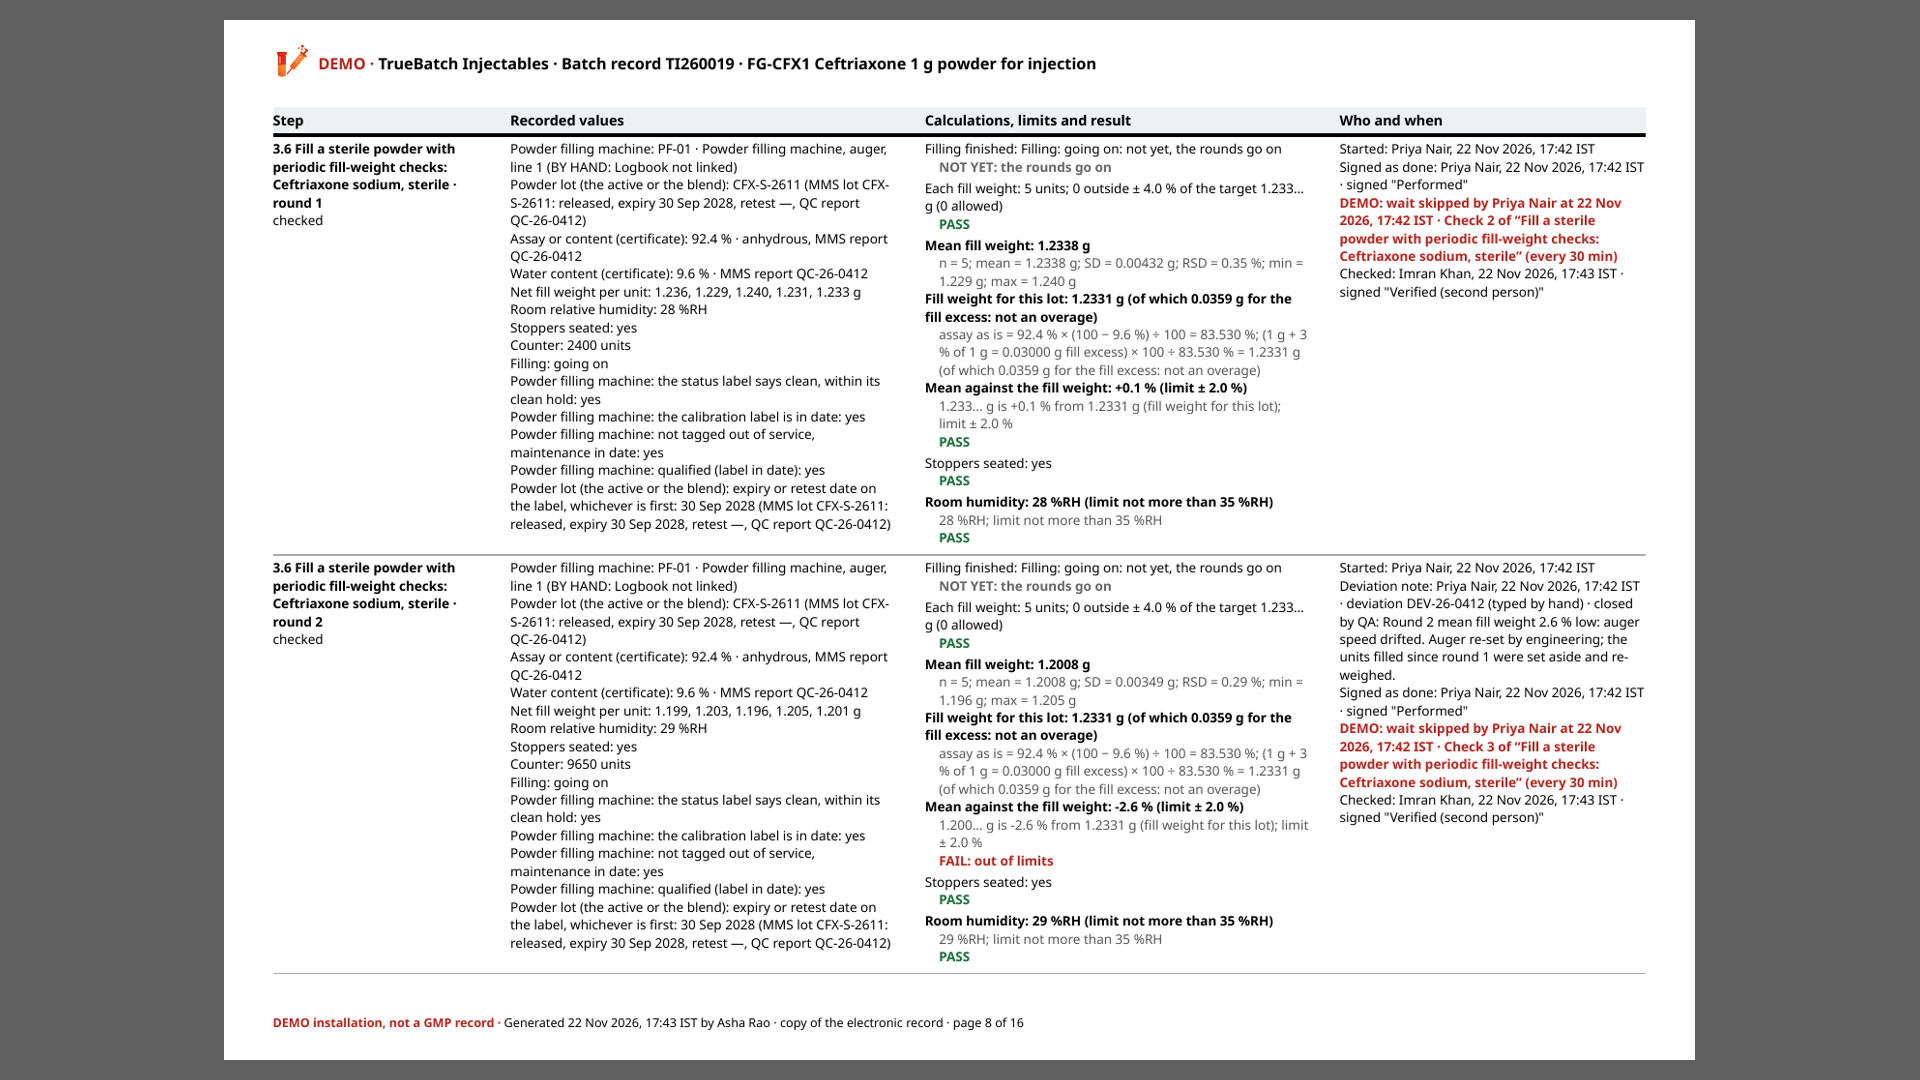 DEMO · TrueBatch Injectables · Batch record TI260019 · FG-CFX1 Ceftriaxone 1 g powder for injection
Step
Recorded values
Calculations, limits and result
Who and when
3.6 Fill a sterile powder with
periodic fill-weight checks:
Ceftriaxone sodium, sterile ·
round 1
checked
Powder filling machine: PF-01 · Powder filling machine, auger,
line 1 (BY HAND: Logbook not linked)
Powder lot (the active or the blend): CFX-S-2611 (MMS lot CFX-
S-2611: released, expiry 30 Sep 2028, retest —, QC report
QC-26-0412)
Assay or content (certificate): 92.4 % · anhydrous, MMS report
QC-26-0412
Water content (certificate): 9.6 % · MMS report QC-26-0412
Net fill weight per unit: 1.236, 1.229, 1.240, 1.231, 1.233 g
Room relative humidity: 28 %RH
Stoppers seated: yes
Counter: 2400 units
Filling: going on
Powder filling machine: the status label says clean, within its
clean hold: yes
Powder filling machine: the calibration label is in date: yes
Powder filling machine: not tagged out of service,
maintenance in date: yes
Powder filling machine: qualified (label in date): yes
Powder lot (the active or the blend): expiry or retest date on
the label, whichever is first: 30 Sep 2028 (MMS lot CFX-S-2611:
released, expiry 30 Sep 2028, retest —, QC report QC-26-0412)
Filling finished: Filling: going on: not yet, the rounds go on
NOT YET: the rounds go on
Each fill weight: 5 units; 0 outside ± 4.0 % of the target 1.233…
g (0 allowed)
PASS
Mean fill weight: 1.2338 g
n = 5; mean = 1.2338 g; SD = 0.00432 g; RSD = 0.35 %; min =
1.229 g; max = 1.240 g
Fill weight for this lot: 1.2331 g (of which 0.0359 g for the
fill excess: not an overage)
assay as is = 92.4 % × (100 − 9.6 %) ÷ 100 = 83.530 %; (1 g + 3
% of 1 g = 0.03000 g fill excess) × 100 ÷ 83.530 % = 1.2331 g
(of which 0.0359 g for the fill excess: not an overage)
Mean against the fill weight: +0.1 % (limit ± 2.0 %)
1.233… g is +0.1 % from 1.2331 g (fill weight for this lot);
limit ± 2.0 %
PASS
Stoppers seated: yes
PASS
Room humidity: 28 %RH (limit not more than 35 %RH)
28 %RH; limit not more than 35 %RH
PASS
Started: Priya Nair, 22 Nov 2026, 17:42 IST
Signed as done: Priya Nair, 22 Nov 2026, 17:42 IST
· signed "Performed"
DEMO: wait skipped by Priya Nair at 22 Nov
2026, 17:42 IST · Check 2 of “Fill a sterile
powder with periodic fill-weight checks:
Ceftriaxone sodium, sterile” (every 30 min)
Checked: Imran Khan, 22 Nov 2026, 17:43 IST ·
signed "Verified (second person)"
3.6 Fill a sterile powder with
periodic fill-weight checks:
Ceftriaxone sodium, sterile ·
round 2
checked
Powder filling machine: PF-01 · Powder filling machine, auger,
line 1 (BY HAND: Logbook not linked)
Powder lot (the active or the blend): CFX-S-2611 (MMS lot CFX-
S-2611: released, expiry 30 Sep 2028, retest —, QC report
QC-26-0412)
Assay or content (certificate): 92.4 % · anhydrous, MMS report
QC-26-0412
Water content (certificate): 9.6 % · MMS report QC-26-0412
Net fill weight per unit: 1.199, 1.203, 1.196, 1.205, 1.201 g
Room relative humidity: 29 %RH
Stoppers seated: yes
Counter: 9650 units
Filling: going on
Powder filling machine: the status label says clean, within its
clean hold: yes
Powder filling machine: the calibration label is in date: yes
Powder filling machine: not tagged out of service,
maintenance in date: yes
Powder filling machine: qualified (label in date): yes
Powder lot (the active or the blend): expiry or retest date on
the label, whichever is first: 30 Sep 2028 (MMS lot CFX-S-2611:
released, expiry 30 Sep 2028, retest —, QC report QC-26-0412)
Filling finished: Filling: going on: not yet, the rounds go on
NOT YET: the rounds go on
Each fill weight: 5 units; 0 outside ± 4.0 % of the target 1.233…
g (0 allowed)
PASS
Mean fill weight: 1.2008 g
n = 5; mean = 1.2008 g; SD = 0.00349 g; RSD = 0.29 %; min =
1.196 g; max = 1.205 g
Fill weight for this lot: 1.2331 g (of which 0.0359 g for the
fill excess: not an overage)
assay as is = 92.4 % × (100 − 9.6 %) ÷ 100 = 83.530 %; (1 g + 3
% of 1 g = 0.03000 g fill excess) × 100 ÷ 83.530 % = 1.2331 g
(of which 0.0359 g for the fill excess: not an overage)
Mean against the fill weight: -2.6 % (limit ± 2.0 %)
1.200… g is -2.6 % from 1.2331 g (fill weight for this lot); limit
± 2.0 %
FAIL: out of limits
Stoppers seated: yes
PASS
Room humidity: 29 %RH (limit not more than 35 %RH)
29 %RH; limit not more than 35 %RH
PASS
Started: Priya Nair, 22 Nov 2026, 17:42 IST
Deviation note: Priya Nair, 22 Nov 2026, 17:42 IST
· deviation DEV-26-0412 (typed by hand) · closed
by QA: Round 2 mean fill weight 2.6 % low: auger
speed drifted. Auger re-set by engineering; the
units filled since round 1 were set aside and re-
weighed.
Signed as done: Priya Nair, 22 Nov 2026, 17:42 IST
· signed "Performed"
DEMO: wait skipped by Priya Nair at 22 Nov
2026, 17:42 IST · Check 3 of “Fill a sterile
powder with periodic fill-weight checks:
Ceftriaxone sodium, sterile” (every 30 min)
Checked: Imran Khan, 22 Nov 2026, 17:43 IST ·
signed "Verified (second person)"
DEMO installation, not a GMP record · Generated 22 Nov 2026, 17:43 IST by Asha Rao · copy of the electronic record · page 8 of 16